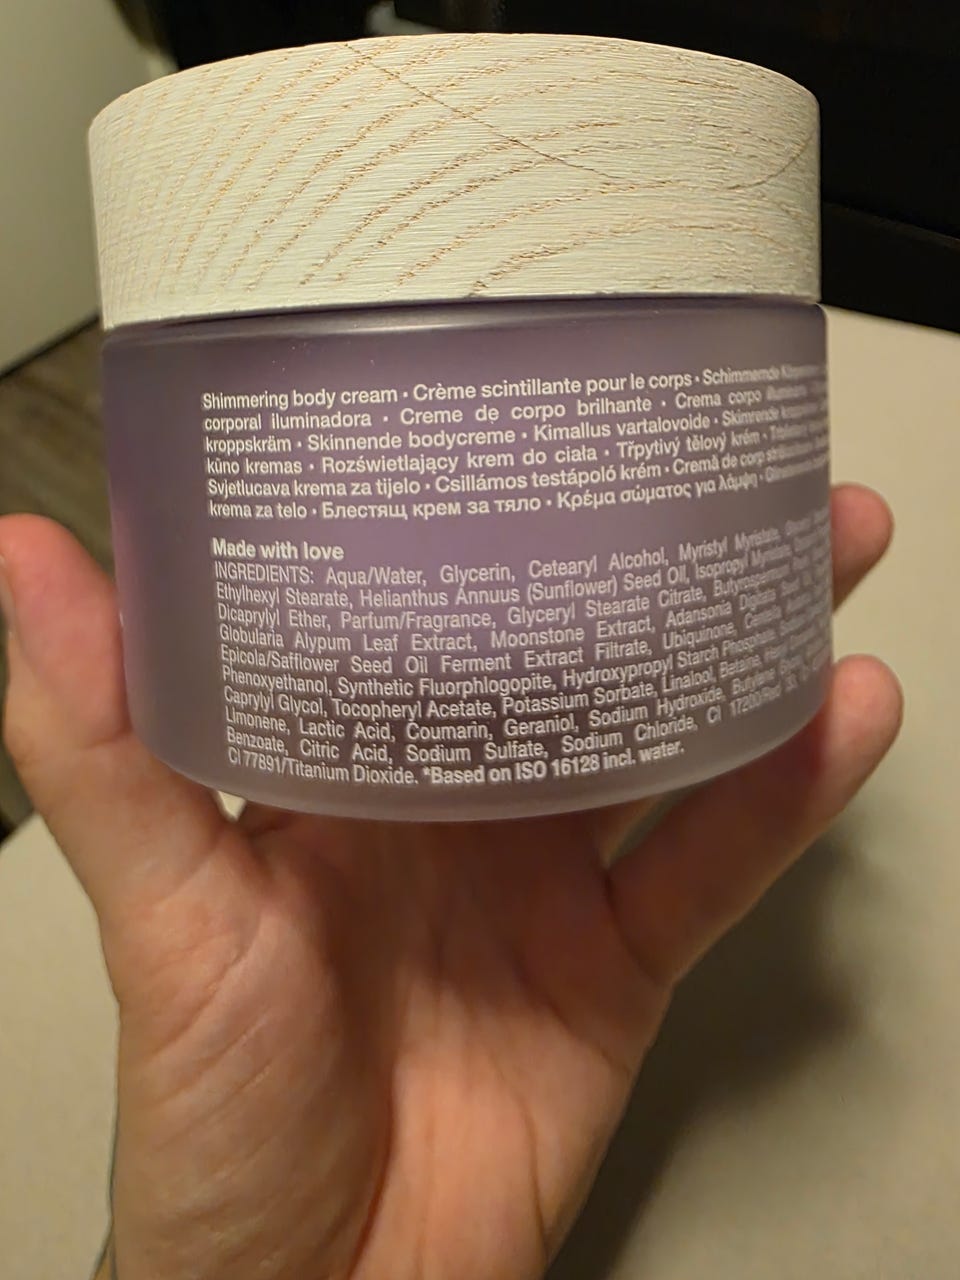 Shimmering body cream • Crème scintillante pour le corps • Schimmernde
corporal iluminadora • Creme de corpo brilhante • Crema corpo
kroppskräm • Skinnende bodycreme • Kimallus vartalovoide • Skimrende
kūno kremas • Rozświetlający krem do ciała • Třpytivý tělový krém •
Svjetlucava krema za tijelo • Csillámos testápoló krém • Cremă de corp
krema za telo • Блестящ крем за тяло • Κρέμα σώματος για λάμψη •
Made with love
INGREDIENTS: Aqua/Water, Glycerin, Cetearyl Alcohol, Myristyl Myristate,
Ethylhexyl Stearate, Helianthus Annuus (Sunflower) Seed Oil, Isopropyl Myristate,
Dicaprylyl Ether, Parfum/Fragrance, Glyceryl Stearate Citrate,
Globularia Alypum Leaf Extract, Moonstone Extract, Adansonia Digitata Seed
Epicola/Safflower Seed Oil Ferment Extract Filtrate, Ubiquinone,
Phenoxyethanol, Synthetic Fluorphlogopite, Hydroxypropyl Starch Phosphate,
Caprylyl Glycol, Tocopheryl Acetate, Potassium Sorbate, Linalool, Betaine,
Limonene, Lactic Acid, Coumarin, Geraniol, Sodium Hydroxide, Butylene
Benzoate, Citric Acid, Sodium Sulfate, Sodium Chloride, CI 17200/Red 33,
CI 77891/Titanium Dioxide. *Based on ISO 16128 incl. water.